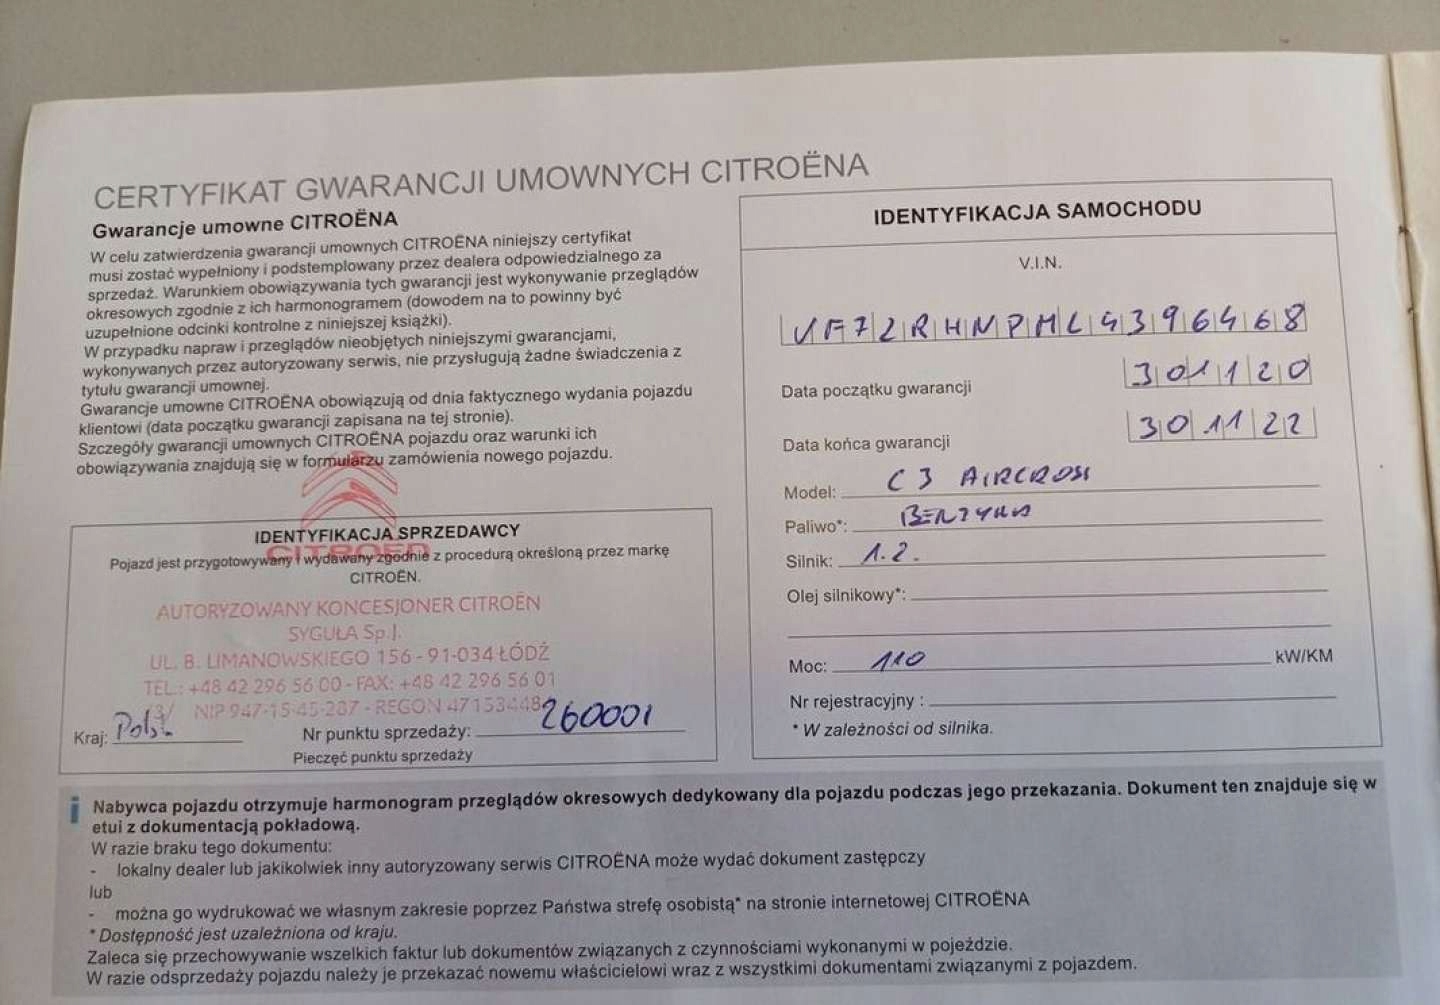 CERTYFIKAT GWARANCJI UMOWNYCH CITROËNA
Gwarancje umowne CITROËNA
W celu zatwierdzenia gwarancji umownych CITROËNA niniejszy certyfikat
musi zostać wypełniony i podstemplowany przez dealera odpowiedzialnego za
sprzedaż. Warunkiem obowiązywania tych gwarancji jest wykonywanie przeglądów
okresowych zgodnie z ich harmonogramem (dowodem na to powinny być
uzupełnione odcinki kontrolne z niniejszej książki).
W przypadku napraw i przeglądów nieobjętych niniejszymi gwarancjami,
wykonywanych przez autoryzowany serwis, nie przysługują żadne świadczenia z
tytułu gwarancji umownej.
Gwarancje umowne CITROËNA obowiązują od dnia faktycznego wydania pojazdu
klientowi (data początku gwarancji zapisana na tej stronie).
Szczegóły gwarancji umownych CITROËNA pojazdu oraz warunki ich
obowiązywania znajdują się w formularzu zamówienia nowego pojazdu.
IDENTYFIKACJA SPRZEDAWCY
CITROËN
Pojazd jest przygotowywany i wydawany zgodnie z procedurą określoną przez markę
CITROËN.
AUTORYZOWANY KONCESJONER CITROËN
SYGUŁA Sp.J.
UL. B. LIMANOWSKIEGO 156 - 91-034 ŁÓDŹ
TEL.: +48 42 296 56 00 - FAX: +48 42 296 56 01
NIP 947-15-45-287 - REGON
Kraj: Nr punktu sprzedaży: 260001
Pieczęć punktu sprzedaży
IDENTYFIKACJA SAMOCHODU
V.I.N.
VF72RHNPML4396468
Data początku gwarancji 301120
Data końca gwarancji 301122
Model: C3 AIRCROSS
Paliwo*: BENZYNA
Silnik: 1.2.
Olej silnikowy*:
Moc: 110 kW/KM
Nr rejestracyjny :
* W zależności od silnika.
i Nabywca pojazdu otrzymuje harmonogram przeglądów okresowych dedykowany dla pojazdu podczas jego przekazania. Dokument ten znajduje się w
etui z dokumentacją pokładową.
W razie braku tego dokumentu:
- lokalny dealer lub jakikolwiek inny autoryzowany serwis CITROËNA może wydać dokument zastępczy
lub
- można go wydrukować we własnym zakresie poprzez Państwa strefę osobistą* na stronie internetowej CITROËNA
* Dostępność jest uzależniona od kraju.
Zaleca się przechowywanie wszelkich faktur lub dokumentów związanych z czynnościami wykonanymi w pojeździe.
W razie odsprzedaży pojazdu należy je przekazać nowemu właścicielowi wraz z wszystkimi dokumentami związanymi z pojazdem.